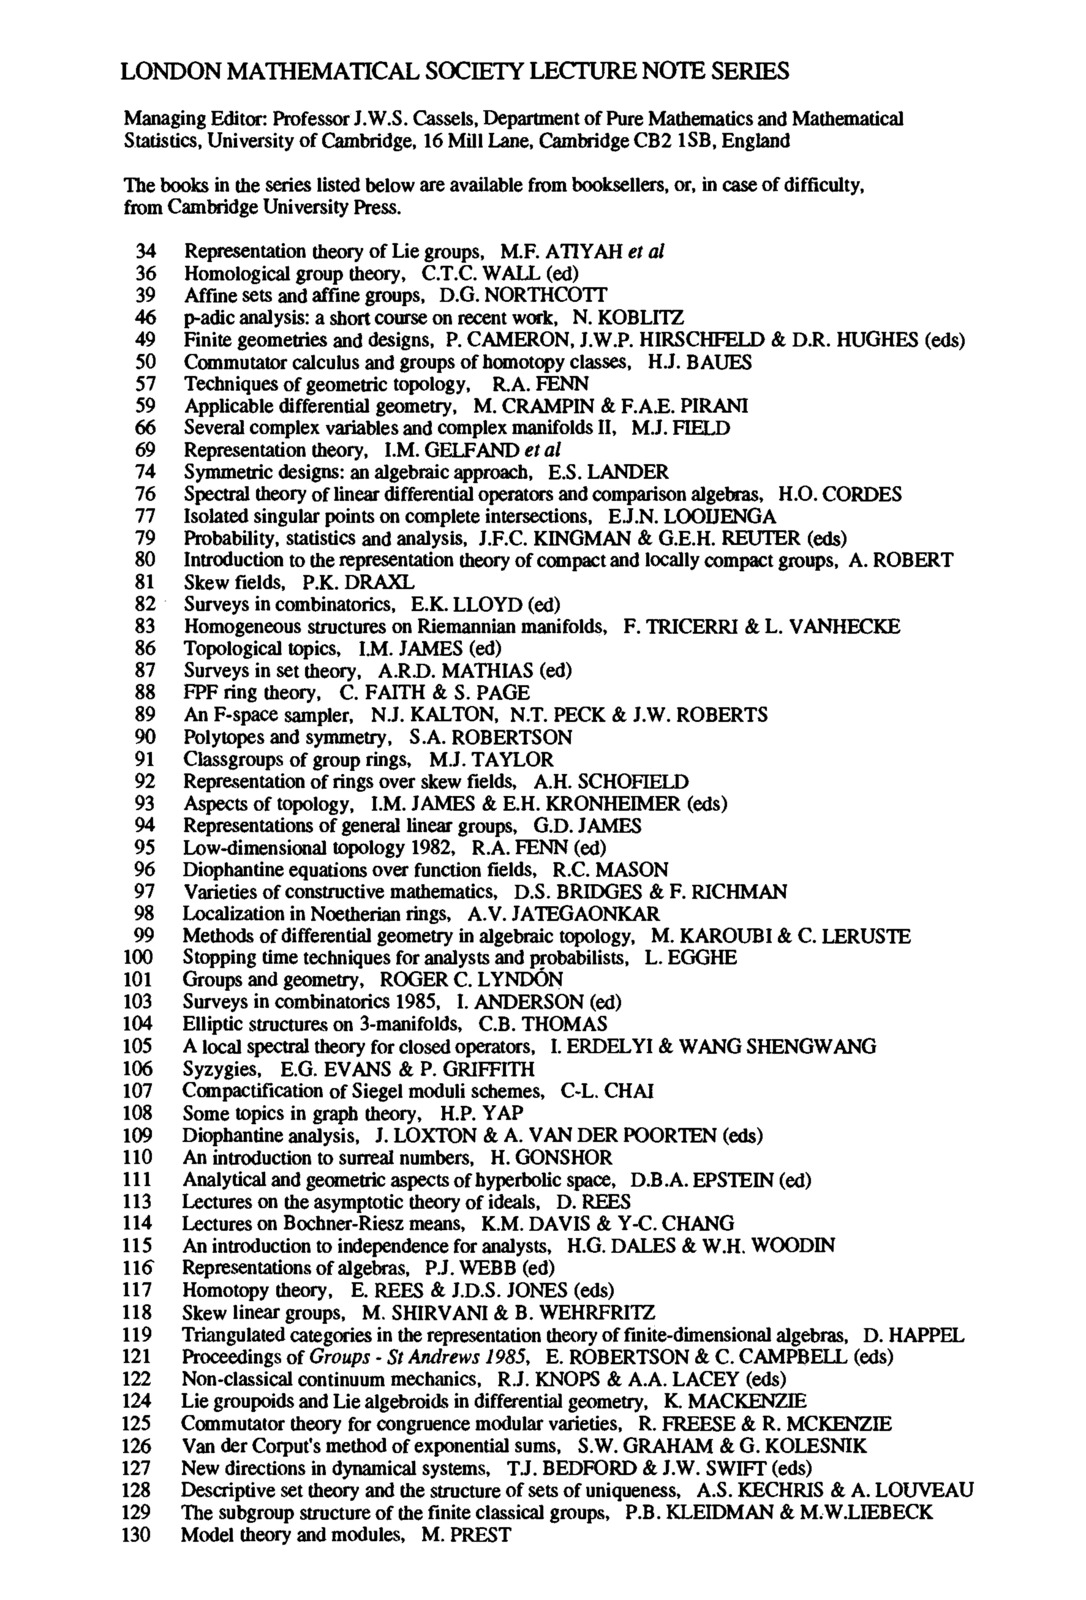 LONDON MATHEMATICAL SOCIETY LECTURE NOTE SERIES
Managing Editor: Professor J.W.S. Cassels, Department of Pure Mathematics and Mathematical
Statistics, University of Cambridge, 16 Mill Lane, Cambridge CB2 1SB, England
The books in the series listed below are available from booksellers, or, in case of difficulty,
from Cambridge University Press.
34 Representation theory of Lie groups, M.F. ATIYAH et al
36 Homological group theory, C.T.C. WALL (ed)
39 Affine sets and affine groups, D.G. NORTHCOTT
46 p-adic analysis: a short course on recent work, N. KOBLITZ
49 Finite geometries and designs, P. CAMERON, J.W.P. HIRSCHFELD & D.R. HUGHES (eds)
50 Commutator calculus and groups of homotopy classes, H.J. BAUES
57 Techniques of geometric topology, R.A. FENN
59 Applicable differential geometry, M. CRAMPIN & F.A.E. PIRANI
66 Several complex variables and complex manifolds II, M.J. FIELD
69 Representation theory, I.M. GELFAND et al
74 Symmetric designs: an algebraic approach, E.S. LANDER
76 Spectral theory of linear differential operators and comparison algebras, H.O. CORDES
77 Isolated singular points on complete intersections, E.J.N. LOOIJENGA
79 Probability, statistics and analysis, J.F.C. KINGMAN & G.E.H. REUTER (eds)
80 Introduction to the representation theory of compact and locally compact groups, A. ROBERT
81 Skew fields, P.K. DRAXL
82 Surveys in combinatorics, E.K. LLOYD (ed)
83 Homogeneous structures on Riemannian manifolds, F. TRICERRI & L. VANHECKE
86 Topological topics, I.M. JAMES (ed)
87 Surveys in set theory, A.R.D. MATHIAS (ed)
88 FPF ring theory, C. FAITH & S. PAGE
89 An F-space sampler, N.J. KALTON, N.T. PECK & J.W. ROBERTS
90 Polytopes and symmetry, S.A. ROBERTSON
91 Classgroups of group rings, M.J. TAYLOR
92 Representation of rings over skew fields, A.H. SCHOFIELD
93 Aspects of topology, I.M. JAMES & E.H. KRONHEIMER (eds)
94 Representations of general linear groups, G.D. JAMES
95 Low-dimensional topology 1982, R.A. FENN (ed)
96 Diophantine equations over function fields, R.C. MASON
97 Varieties of constructive mathematics, D.S. BRIDGES & F. RICHMAN
98 Localization in Noetherian rings, A.V. JATEGAONKAR
99 Methods of differential geometry in algebraic topology, M. KAROUBI & C. LERUSTE
100 Stopping time techniques for analysts and probabilists, L. EGGHE
101 Groups and geometry, ROGER C. LYNDON
103 Surveys in combinatorics 1985, I. ANDERSON (ed)
104 Elliptic structures on 3-manifolds, C.B. THOMAS
105 A local spectral theory for closed operators, I. ERDELYI & WANG SHENGWANG
106 Syzygies, E.G. EVANS & P. GRIFFITH
107 Compactification of Siegel moduli schemes, C-L. CHAI
108 Some topics in graph theory, H.P. YAP
109 Diophantine analysis, J. LOXTON & A. VAN DER POORTEN (eds)
110 An introduction to surreal numbers, H. GONSHOR
111 Analytical and geometric aspects of hyperbolic space, D.B.A. EPSTEIN (ed)
113 Lectures on the asymptotic theory of ideals, D. REES
114 Lectures on Bochner-Riesz means, K.M. DAVIS & Y-C. CHANG
115 An introduction to independence for analysts, H.G. DALES & W.H. WOODIN
116 Representations of algebras, P.J. WEBB (ed)
117 Homotopy theory, E. REES & J.D.S. JONES (eds)
118 Skew linear groups, M. SHIRVANI & B. WEHRFRITZ
119 Triangulated categories in the representation theory of finite-dimensional algebras, D. HAPPEL
121 Proceedings of Groups - St Andrews 1985, E. ROBERTSON & C. CAMPBELL (eds)
122 Non-classical continuum mechanics, R.J. KNOPS & A.A. LACEY (eds)
124 Lie groupoids and Lie algebroids in differential geometry, K. MACKENZIE
125 Commutator theory for congruence modular varieties, R. FREESE & R. MCKENZIE
126 Van der Corput's method of exponential sums, S.W. GRAHAM & G. KOLESNIK
127 New directions in dynamical systems, T.J. BEDFORD & J.W. SWIFT (eds)
128 Descriptive set theory and the structure of sets of uniqueness, A.S. KECHRIS & A. LOUVEAU
129 The subgroup structure of the finite classical groups, P.B. KLEIDMAN & M.W.LIEBECK
130 Model theory and modules, M. PREST